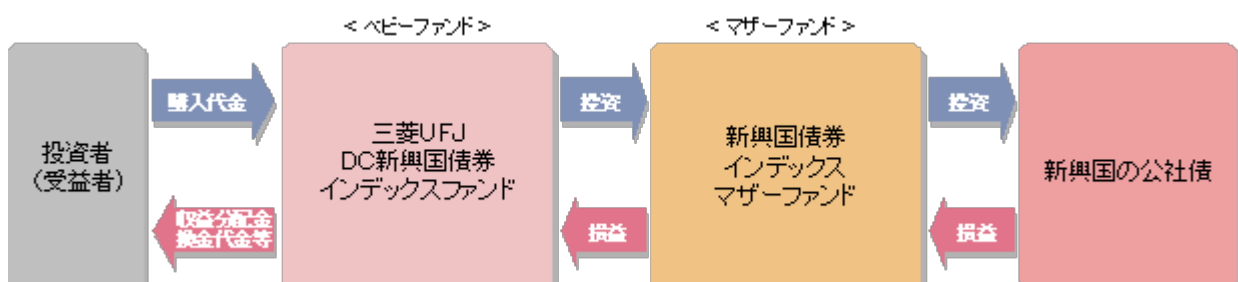 <ベビーファンド>
<マザーファンド>
投資者
(受益者)
購入代金
収益分配金
換金代金等
三菱UFJ
DC新興国債券
インデックスファンド
投資
損益
新興国債券
インデックス
マザーファンド
投資
損益
新興国の公社債